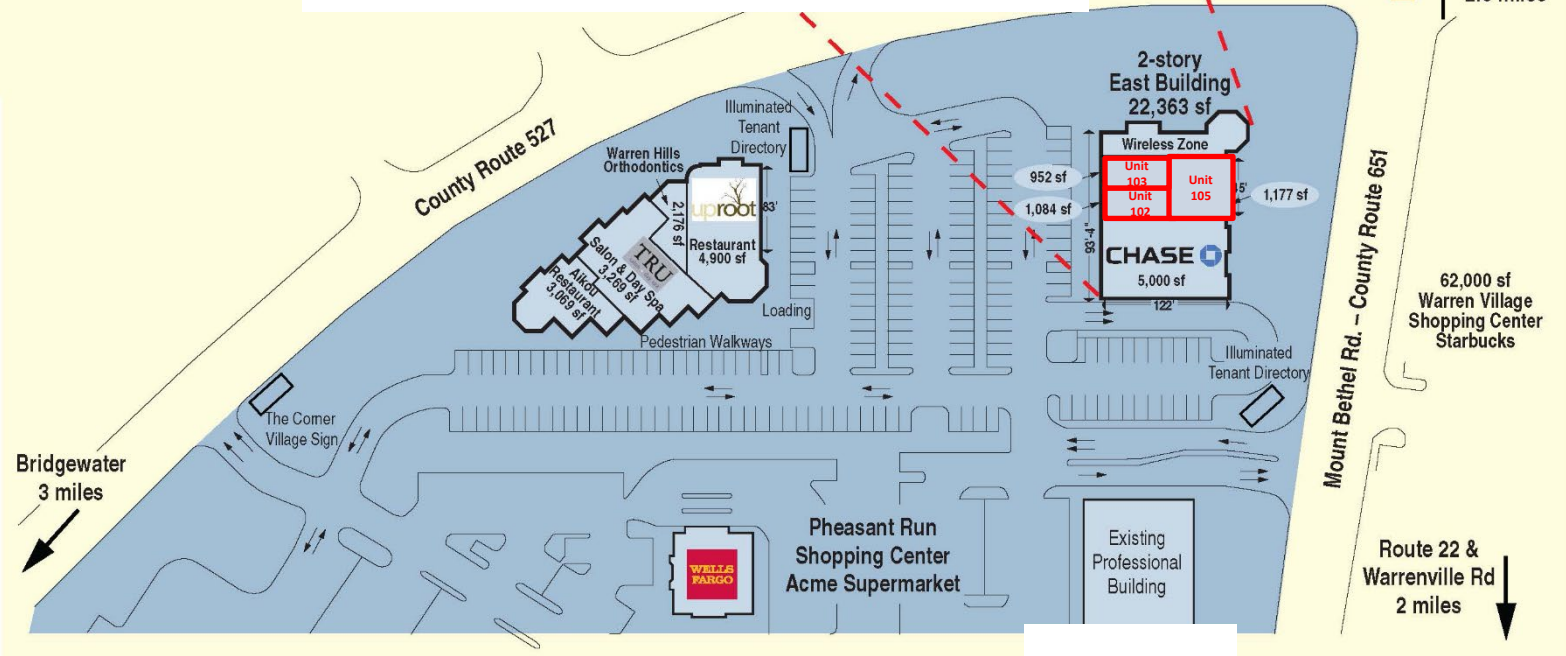 2-story
East Building
22,363 sf
Illuminated
Tenant
Directory
County Route 527
Warren Hills
Orthodontics
2,176 sf
uproot
Restaurant
4,900 sf
83'
TRU
Salon & Day Spa
3,269 sf
Aikou
Restaurant
3,069 sf
Loading
Pedestrian Walkways
Wireless Zone
952 sf
Unit
103
Unit
105
1,084 sf
Unit
102
45'
1,177 sf
93'-4"
CHASE
5,000 sf
122'
Mount Bethel Rd. – County Route 651
62,000 sf
Warren Village
Shopping Center
Starbucks
Illuminated
Tenant Directory
The Corner
Village Sign
Bridgewater
3 miles
WELLS
FARGO
Pheasant Run
Shopping Center
Acme Supermarket
Existing
Professional
Building
Route 22 &
Warrenville Rd
2 miles